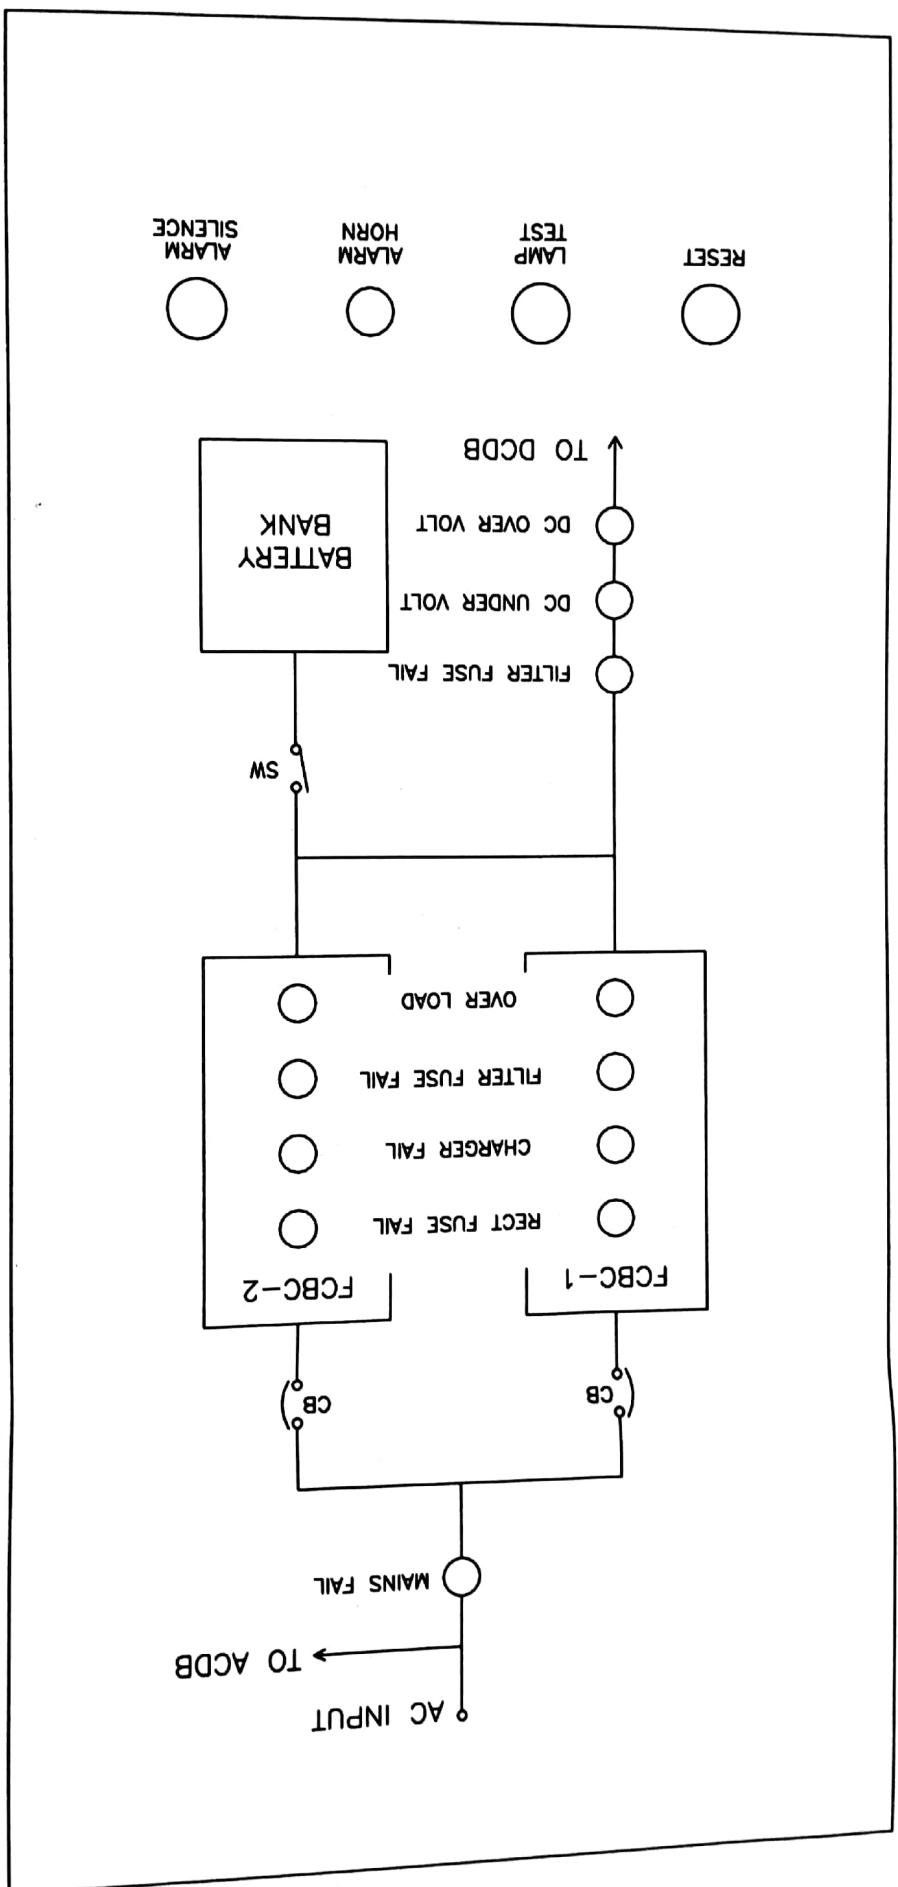 AC INPUT
TO ACDB
MAINS FAIL
CB
CB
FCBC-1
FCBC-2
RECT FUSE FAIL
CHARGER FAIL
FILTER FUSE FAIL
OVER LOAD
SW
FILTER FUSE FAIL
DC UNDER VOLT
DC OVER VOLT
TO DCDB
BATTERY
BANK
RESET
LAMP
TEST
ALARM
HORN
ALARM
SILENCE